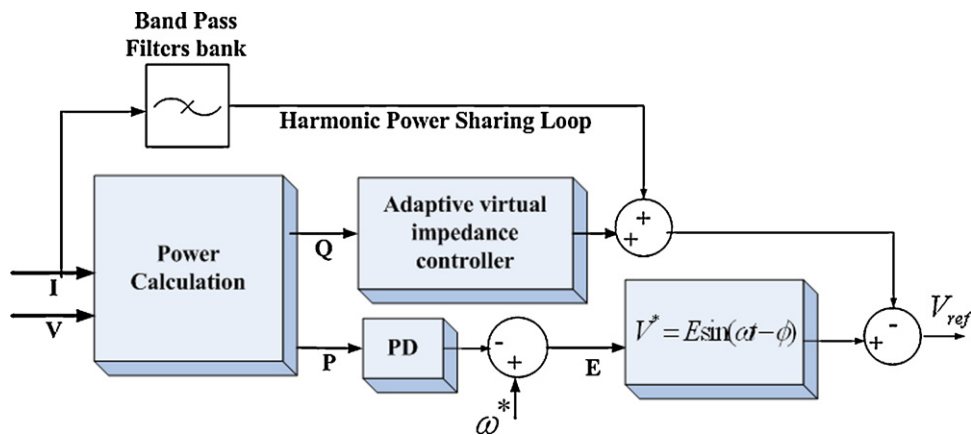 Band Pass
Filters bank
Harmonic Power Sharing Loop
Power
Calculation
I
V
Q
Adaptive virtual
impedance
controller
+
+
P
PD
-
+
ω*
E
V* = E sin(ωt−ϕ)
-
+
V_ref